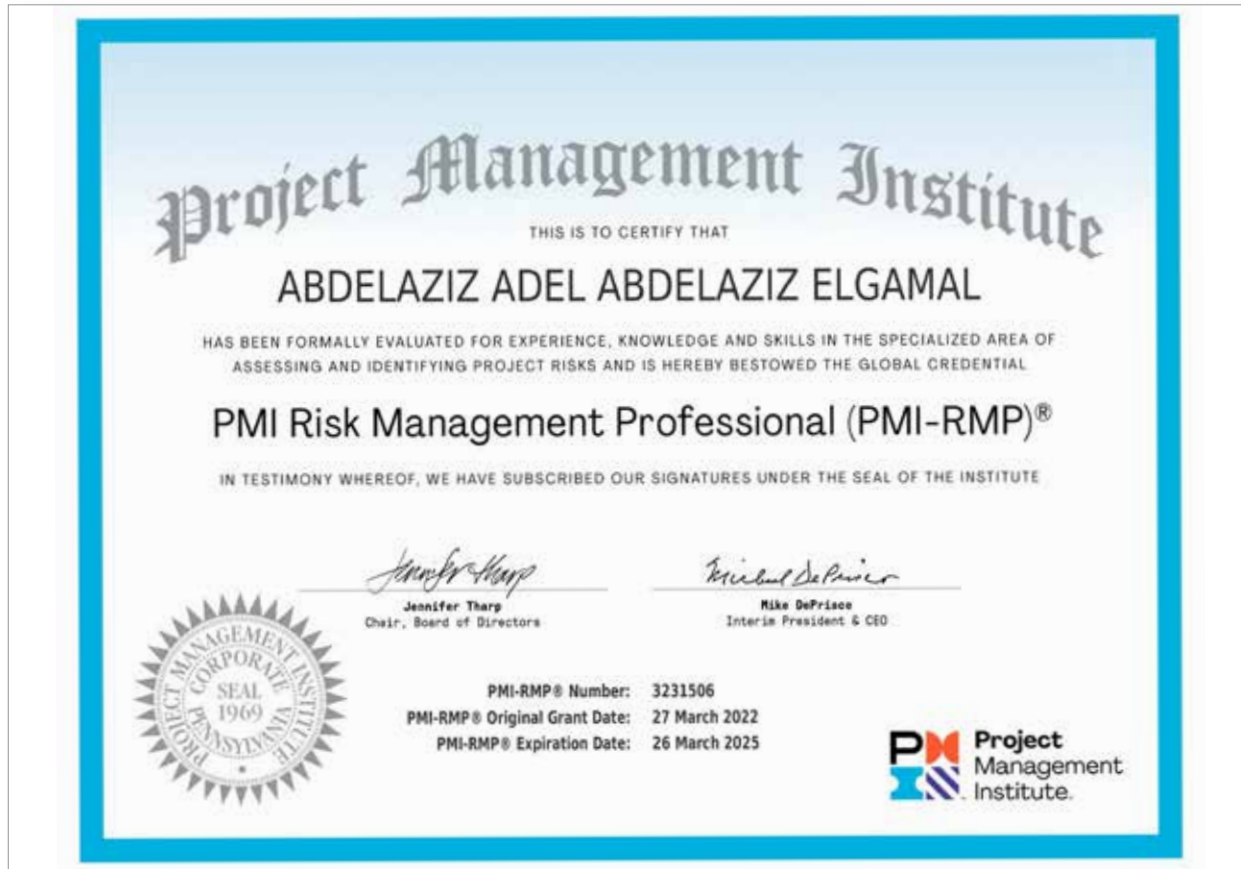 Project Management Institute
THIS IS TO CERTIFY THAT
ABDELAZIZ ADEL ABDELAZIZ ELGAMAL
HAS BEEN FORMALLY EVALUATED FOR EXPERIENCE, KNOWLEDGE AND SKILLS IN THE SPECIALIZED AREA OF
ASSESSING AND IDENTIFYING PROJECT RISKS AND IS HEREBY BESTOWED THE GLOBAL CREDENTIAL
PMI Risk Management Professional (PMI-RMP)®
IN TESTIMONY WHEREOF, WE HAVE SUBSCRIBED OUR SIGNATURES UNDER THE SEAL OF THE INSTITUTE
Jennifer Tharp
Michael DePrisco
Jennifer Tharp
Chair, Board of Directors
Mike DePrisco
Interim President & CEO
PROJECT MANAGEMENT INSTITUTE
CORPORATE
SEAL
1969
PENNSYLVANIA
PMI-RMP® Number: 3231506
PMI-RMP® Original Grant Date: 27 March 2022
PMI-RMP® Expiration Date: 26 March 2025
Project
Management
Institute.